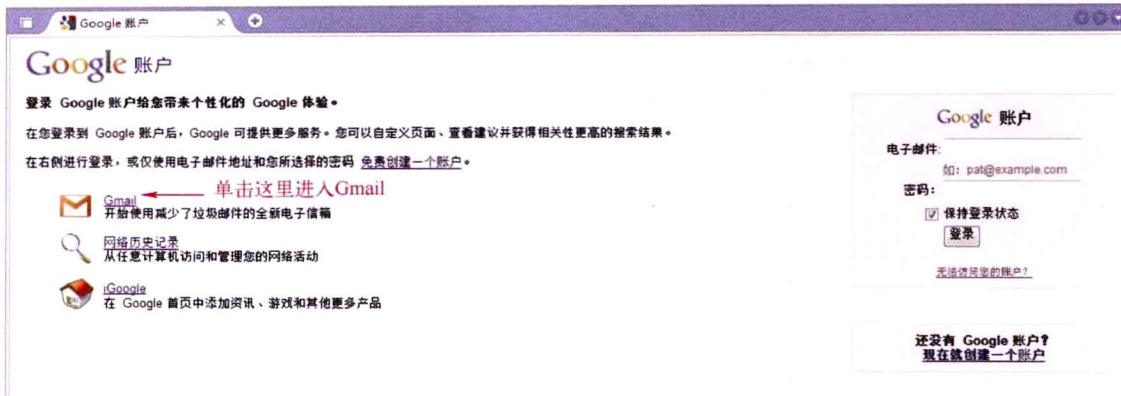 Google 账户
Google 账户
登录 Google 账户给您带来个性化的 Google 体验。
在您登录到 Google 账户后，Google 可提供更多服务。您可以自定义页面、查看建议并获得相关性更高的搜索结果。
在右侧进行登录，或仅使用电子邮件地址和您所选择的密码 免费创建一个账户。
Gmail
单击这里进入Gmail
开始使用减少了垃圾邮件的全新电子信箱
网络历史记录
从任意计算机访问和管理您的网络活动
iGoogle
在 Google 首页中添加资讯、游戏和其他更多产品
Google 账户
电子邮件:
如: pat@example.com
密码:
保持登录状态
登录
无法访问您的账户?
还没有 Google 账户?
现在就创建一个账户